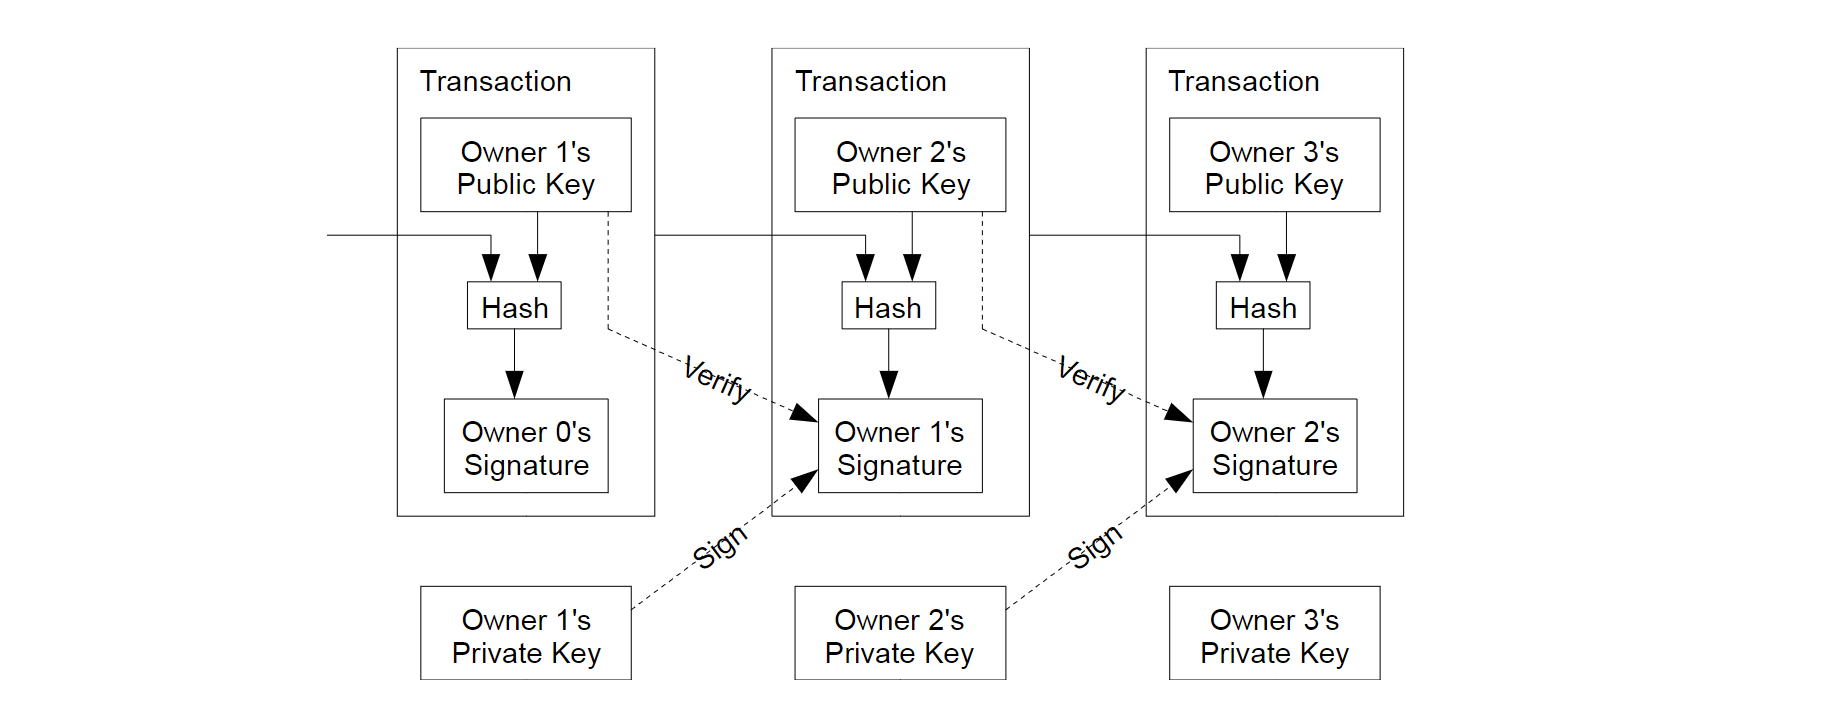 Transaction
Owner 1's
Public Key
Hash
Verify
Owner 0's
Signature
Sign
Owner 1's
Private Key
Transaction
Owner 2's
Public Key
Hash
Verify
Owner 1's
Signature
Sign
Owner 2's
Private Key
Transaction
Owner 3's
Public Key
Hash
Owner 2's
Signature
Owner 3's
Private Key